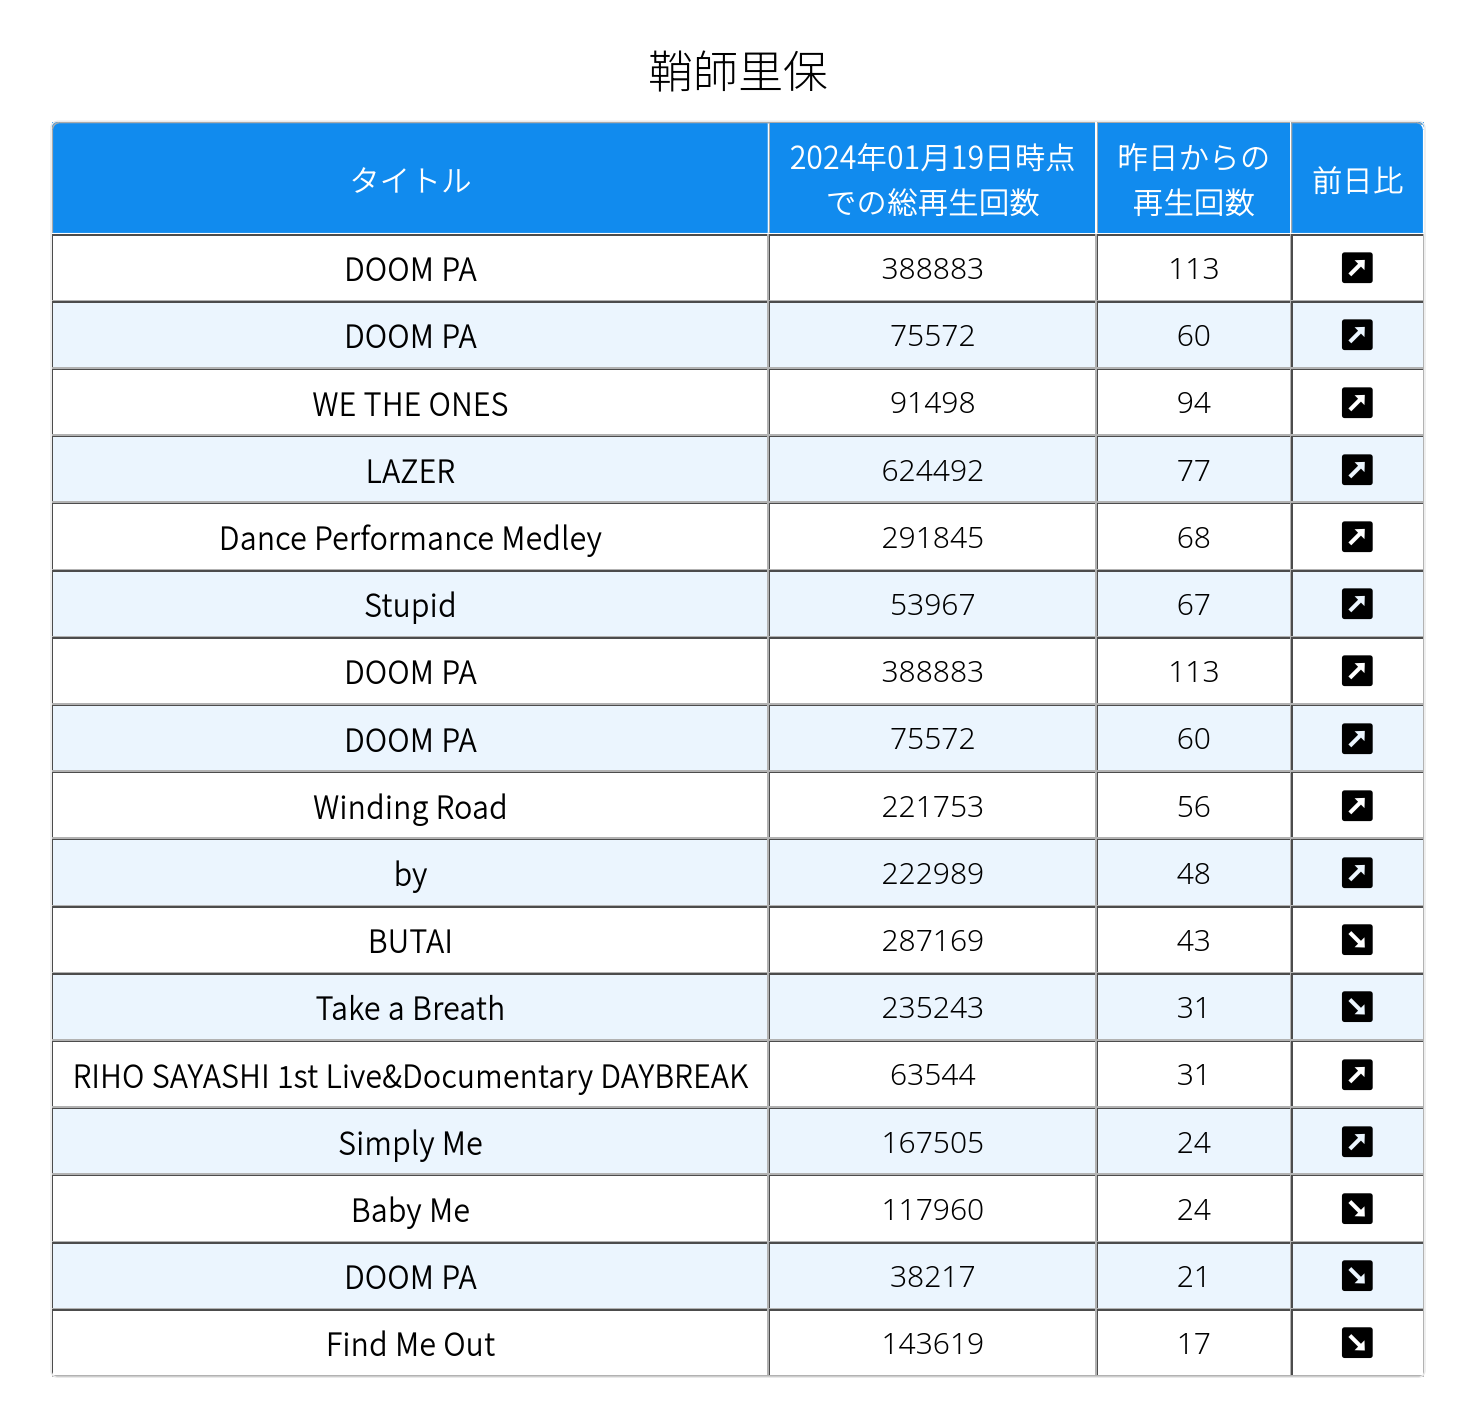 鞘師里保
タイトル 2024年01月19日時点での総再生回数 昨日からの再生回数 前日比
DOOM PA 388883 113 ↗
DOOM PA 75572 60 ↗
WE THE ONES 91498 94 ↗
LAZER 624492 77 ↗
Dance Performance Medley 291845 68 ↗
Stupid 53967 67 ↗
DOOM PA 388883 113 ↗
DOOM PA 75572 60 ↗
Winding Road 221753 56 ↗
by 222989 48 ↗
BUTAI 287169 43 ↘
Take a Breath 235243 31 ↘
RIHO SAYASHI 1st Live&Documentary DAYBREAK 63544 31 ↗
Simply Me 167505 24 ↗
Baby Me 117960 24 ↘
DOOM PA 38217 21 ↘
Find Me Out 143619 17 ↘